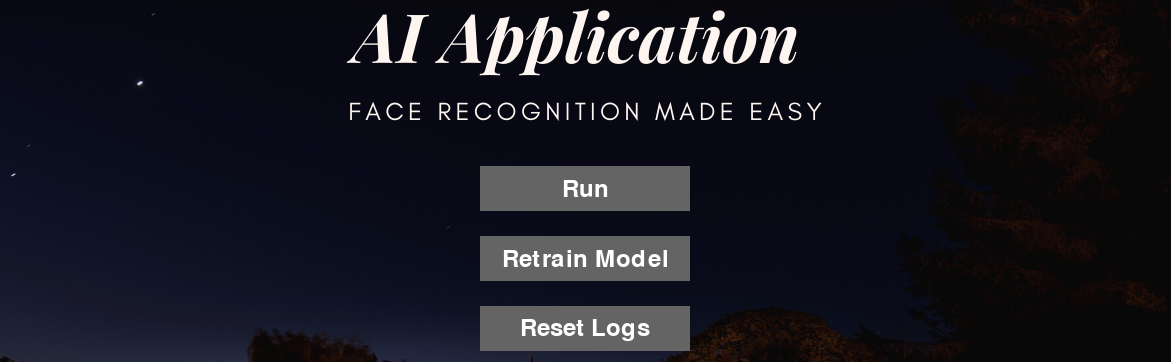 AI Application
FACE RECOGNITION MADE EASY
Run
Retrain Model
Reset Logs